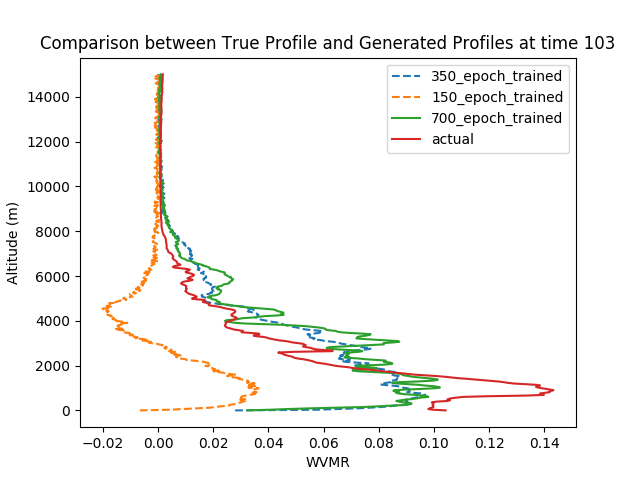 Comparison between True Profile and Generated Profiles at time 103
350_epoch_trained
150_epoch_trained
700_epoch_trained
actual
Altitude (m)
14000
12000
10000
8000
6000
4000
2000
0
−0.02 0.00 0.02 0.04 0.06 0.08 0.10 0.12 0.14
WVMR